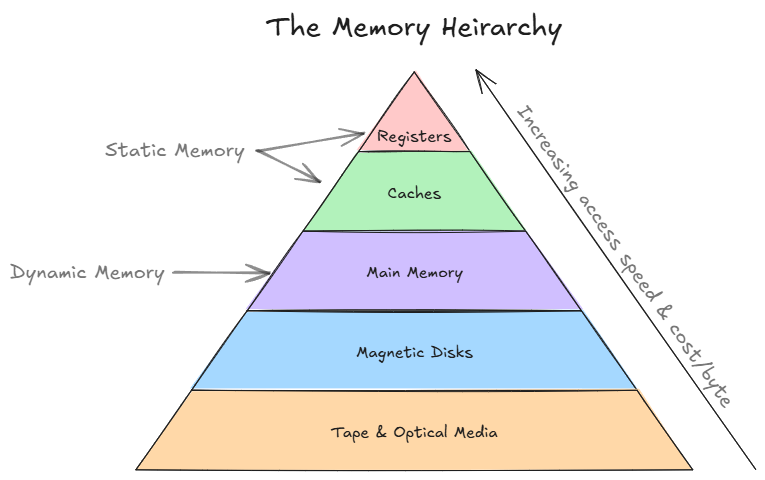 The Memory Heirarchy
Registers
Static Memory
Caches
Increasing access speed & cost/byte
Dynamic Memory
Main Memory
Magnetic Disks
Tape & Optical Media